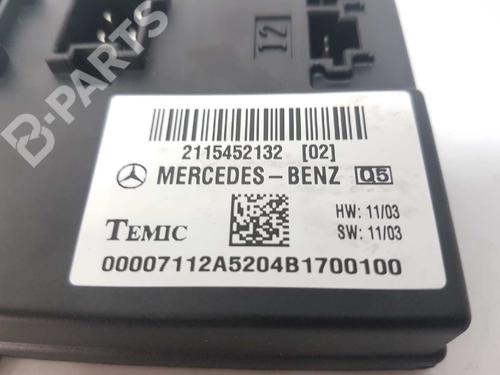 B-PARTS
12
2115452132 [02]
MERCEDES-BENZ Q5
HW: 11/03
TEMIC
SW: 11/03
00007112A5204B1700100